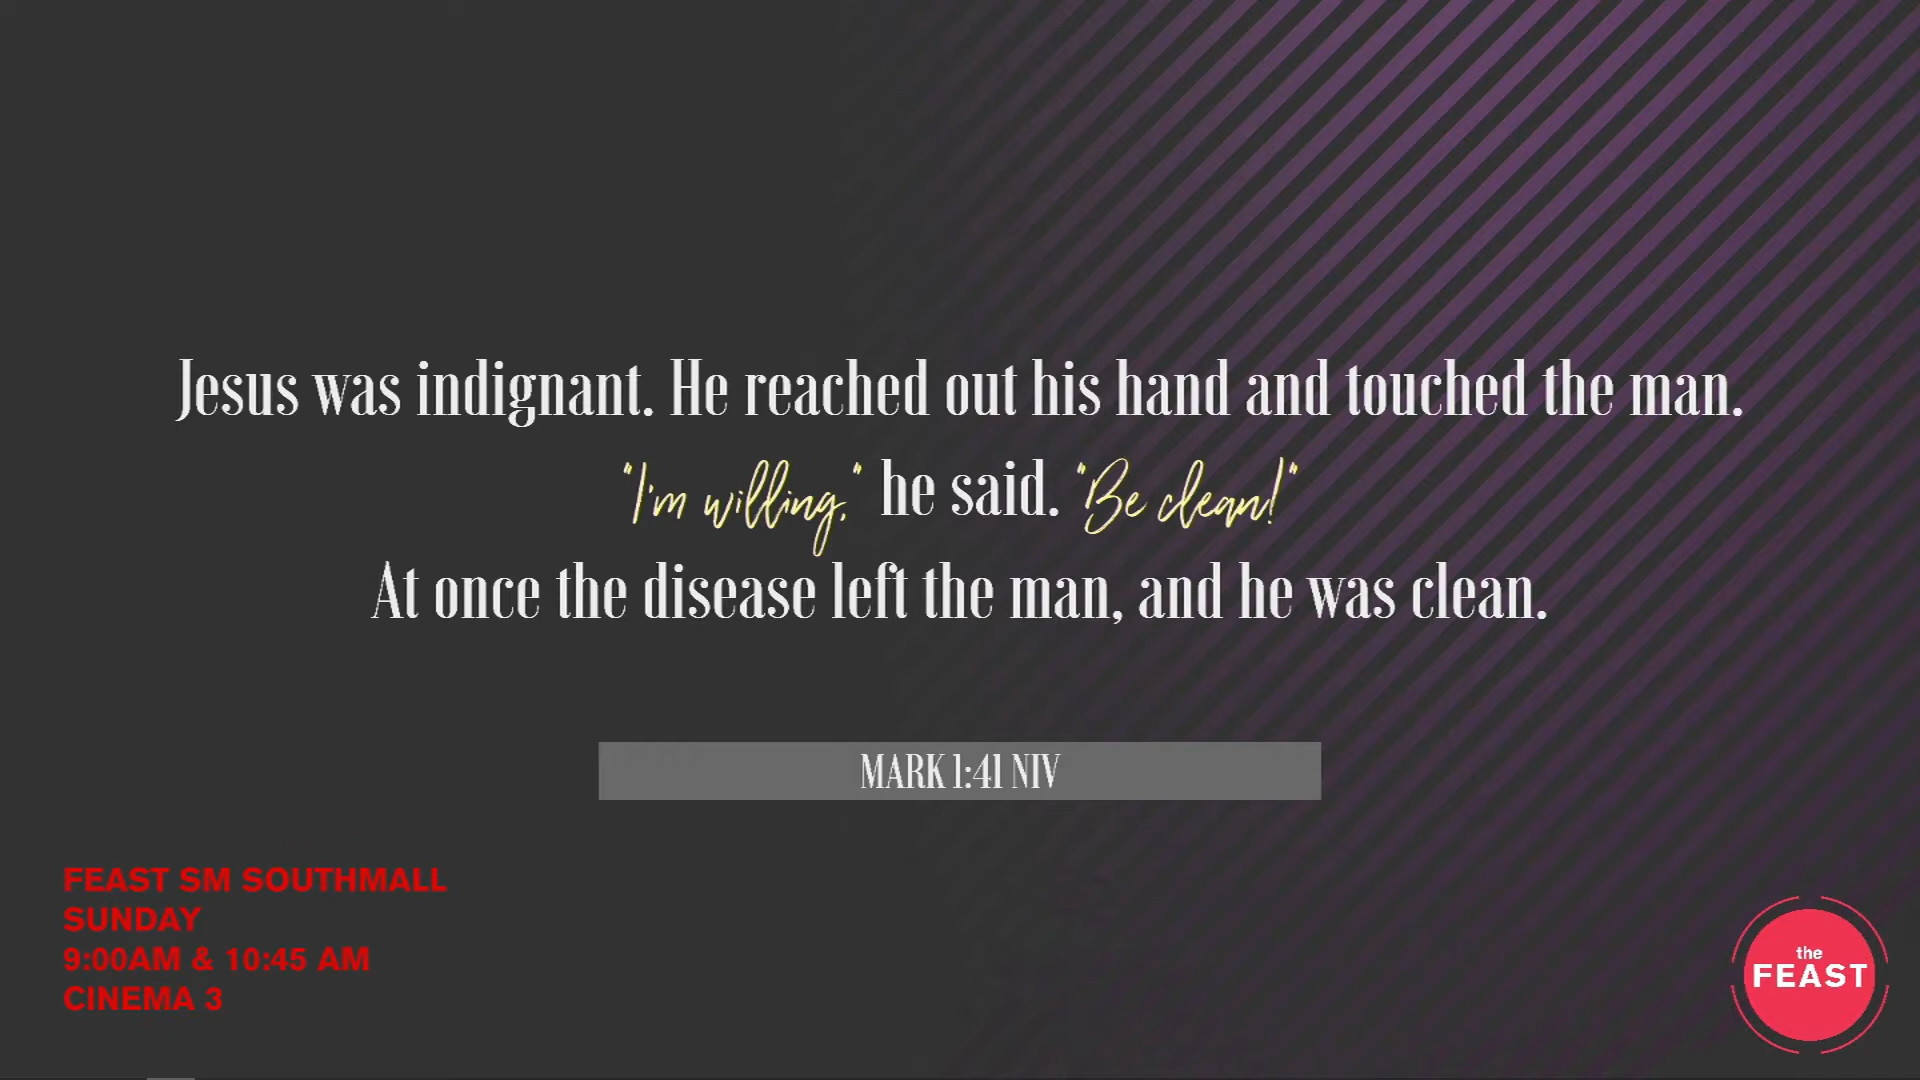 Jesus was indignant. He reached out his hand and touched the man.
"I'm willing," he said. "Be clean!"
At once the disease left the man, and he was clean.
MARK 1:41 NIV
FEAST SM SOUTHMALL
SUNDAY
9:00AM & 10:45 AM
CINEMA 3
the
FEAST